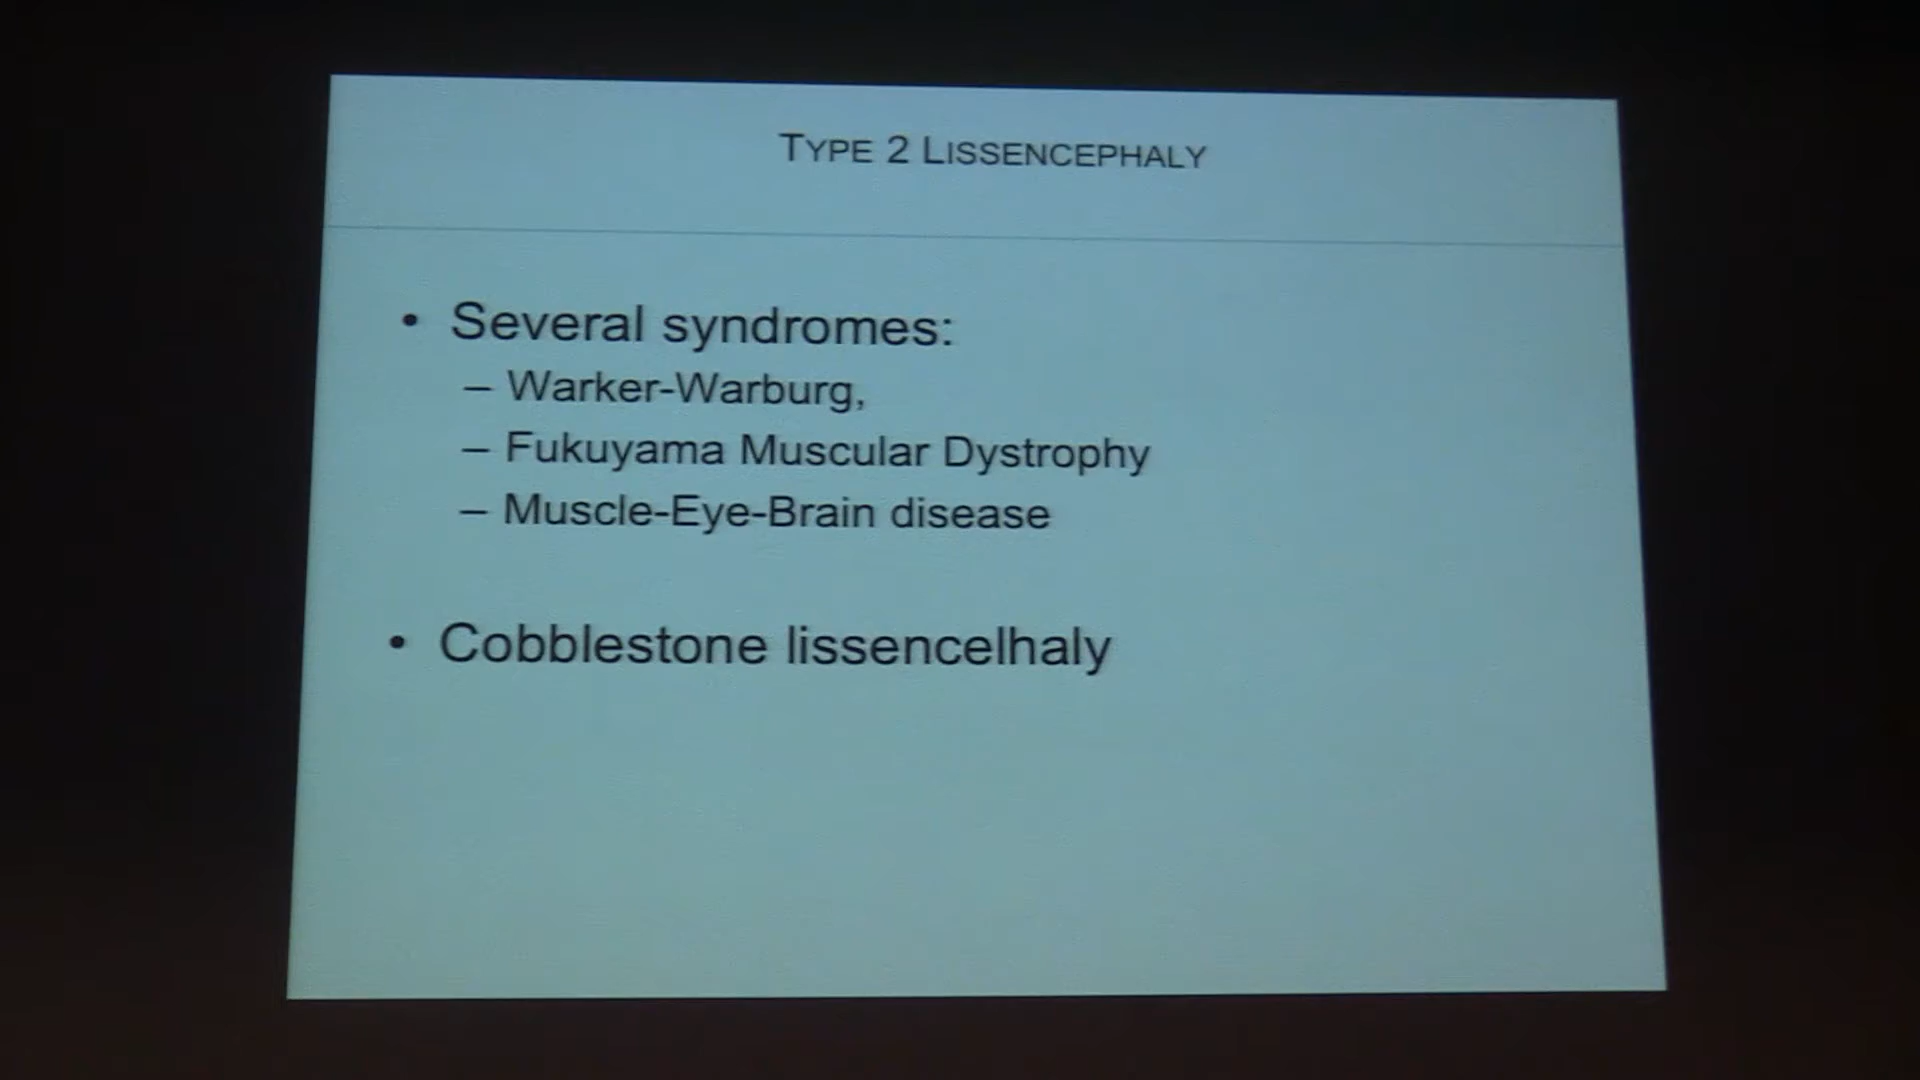 TYPE 2 LISSENCEPHALY
• Several syndromes:
– Warker-Warburg,
– Fukuyama Muscular Dystrophy
– Muscle-Eye-Brain disease
• Cobblestone lissencelhaly